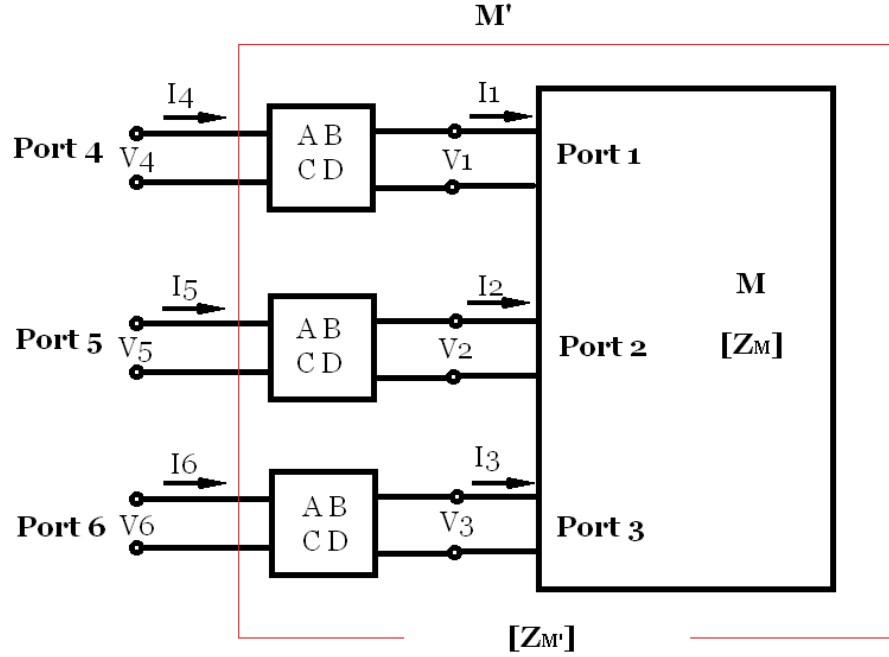 M'
I4
I1
Port 4
V4
A B
C D
V1
Port 1
I5
I2
M
Port 5
V5
A B
C D
V2
Port 2
[ZM]
I6
I3
Port 6
V6
A B
C D
V3
Port 3
[ZM']